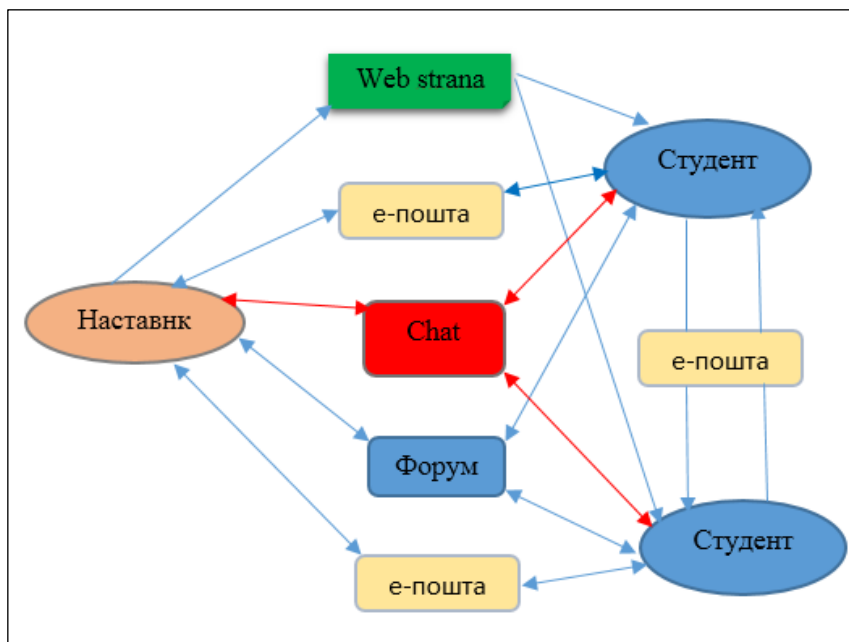 Web strana
Студент
е-пошта
Наставнк
Chat
е-пошта
Форум
Студент
е-пошта